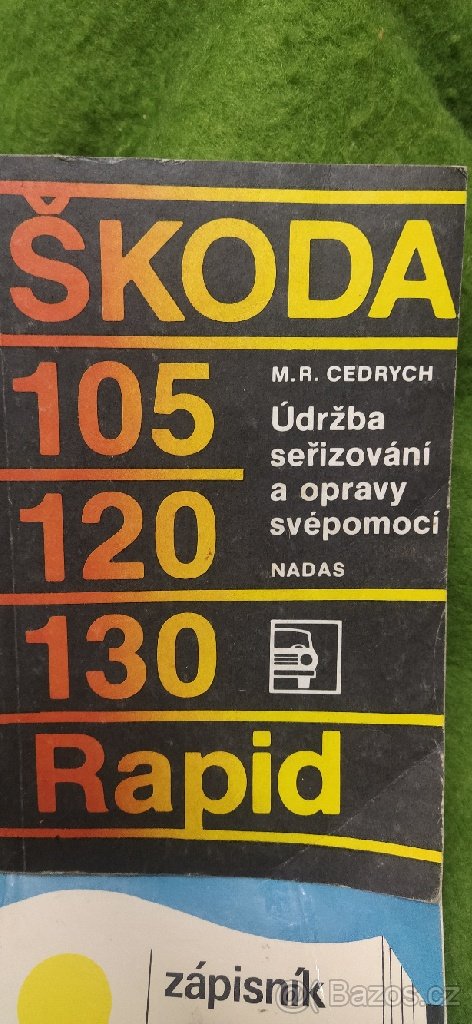 ŠKODA
105
120
130
Rapid
M.R. CEDRYCH
Údržba
seřizování
a opravy
svépomocí
NADAS
zápisník
Bazos.cz